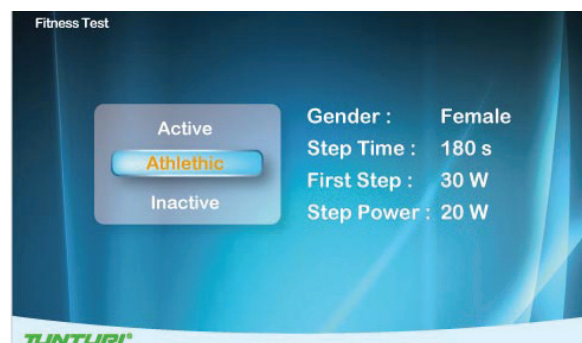 Fitness Test
Active
Athlethic
Inactive
Gender : Female
Step Time : 180 s
First Step : 30 W
Step Power : 20 W
TUNTURI®